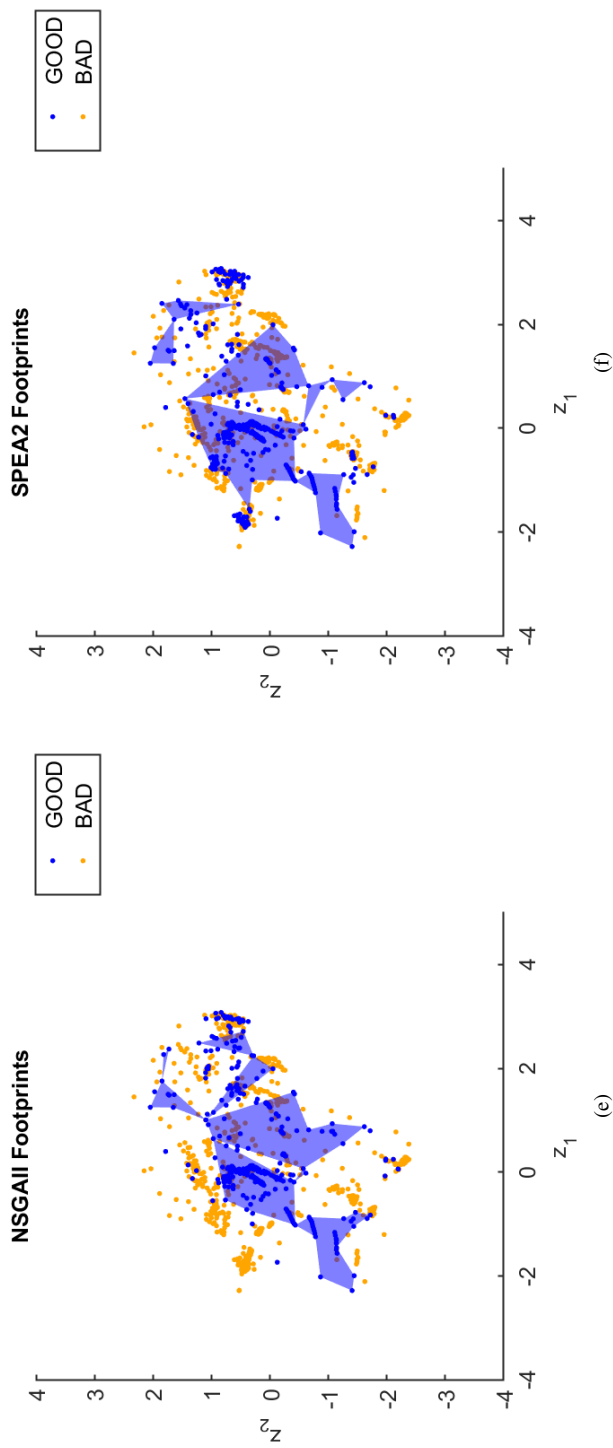 NSGAII Footprints
GOOD
BAD
4
3
2
1
0
-1
-2
-3
-4
z₂
-4 -2 0 2 4
z₁
(e)
SPEA2 Footprints
GOOD
BAD
4
3
2
1
0
-1
-2
-3
-4
z₂
-4 -2 0 2 4
z₁
(f)